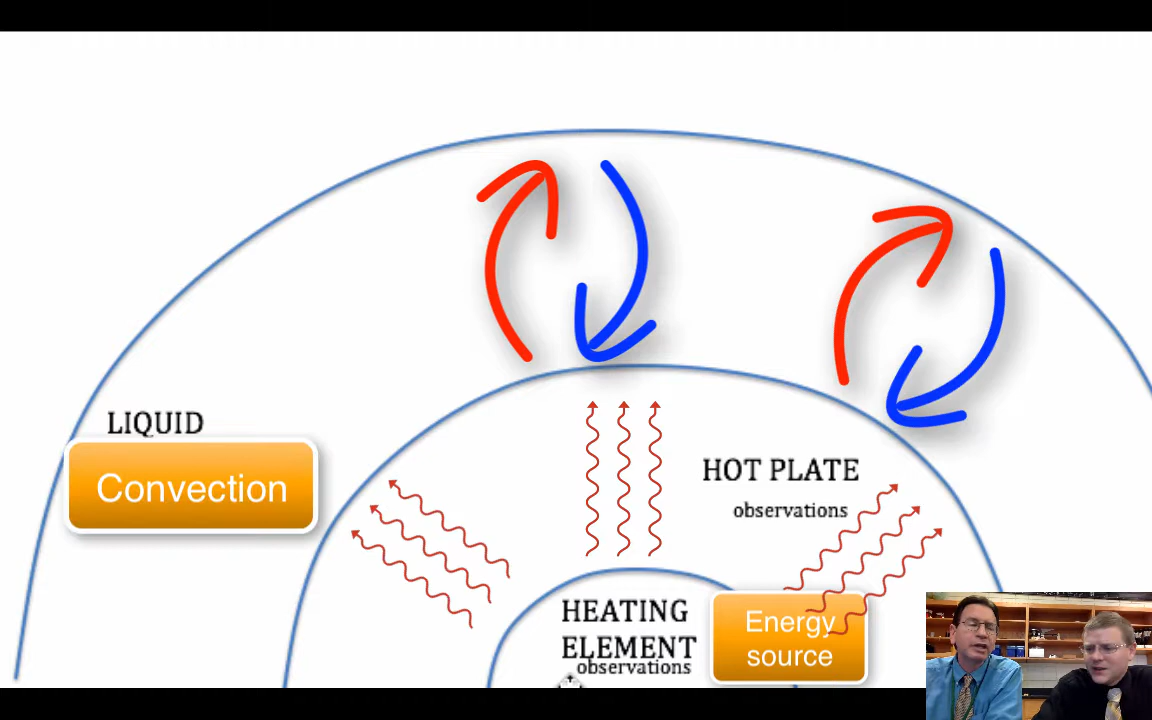 LIQUID
Convection
HOT PLATE
observations
HEATING
ELEMENT
observations
Energy
source